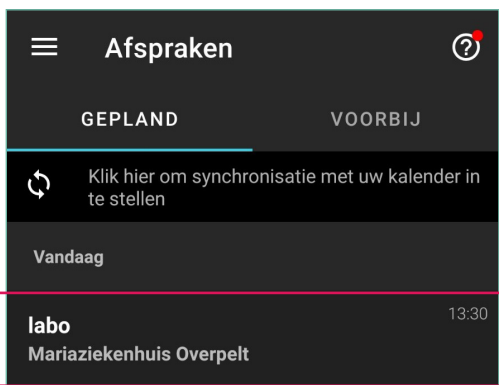 Afspraken
GEPLAND VOORBIJ
Klik hier om synchronisatie met uw kalender in
te stellen
Vandaag
labo 13:30
Mariaziekenhuis Overpelt